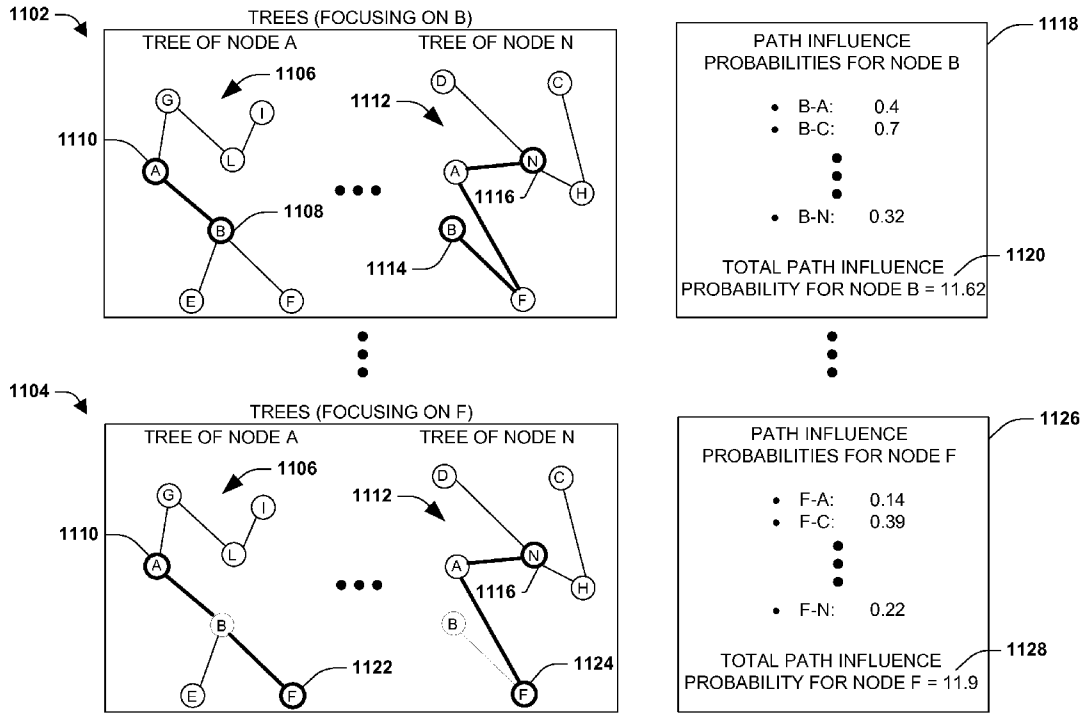 1102
TREES (FOCUSING ON B)
TREE OF NODE A
TREE OF NODE N
1106
1112
1110
G
I
L
A
B
1108
E
F
D
C
N
A
1116
H
B
1114
F
1118
PATH INFLUENCE
PROBABILITIES FOR NODE B
• B-A: 0.4
• B-C: 0.7
• B-N: 0.32
1120
TOTAL PATH INFLUENCE
PROBABILITY FOR NODE B = 11.62
1104
TREES (FOCUSING ON F)
TREE OF NODE A
TREE OF NODE N
1106
1112
1110
G
I
L
A
B
E
F
1122
D
C
N
A
1116
H
B
1124
F
1126
PATH INFLUENCE
PROBABILITIES FOR NODE F
• F-A: 0.14
• F-C: 0.39
• F-N: 0.22
1128
TOTAL PATH INFLUENCE
PROBABILITY FOR NODE F = 11.9